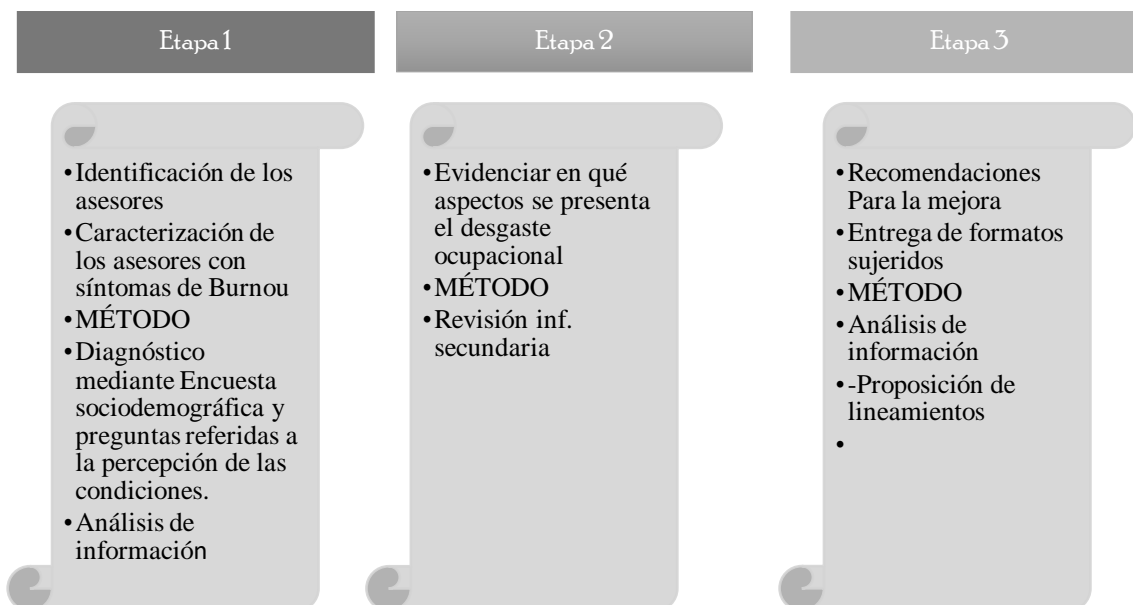 Etapa 1
•Identificación de los
asesores
•Caracterización de
los asesores con
síntomas de Burnou
•MÉTODO
•Diagnóstico
mediante Encuesta
sociodemográfica y
preguntas referidas a
la percepción de las
condiciones.
•Análisis de
información
Etapa 2
•Evidenciar en qué
aspectos se presenta
el desgaste
ocupacional
•MÉTODO
•Revisión inf.
secundaria
Etapa 3
•Recomendaciones
Para la mejora
•Entrega de formatos
sujeridos
•MÉTODO
•Análisis de
información
•-Proposición de
lineamientos
•